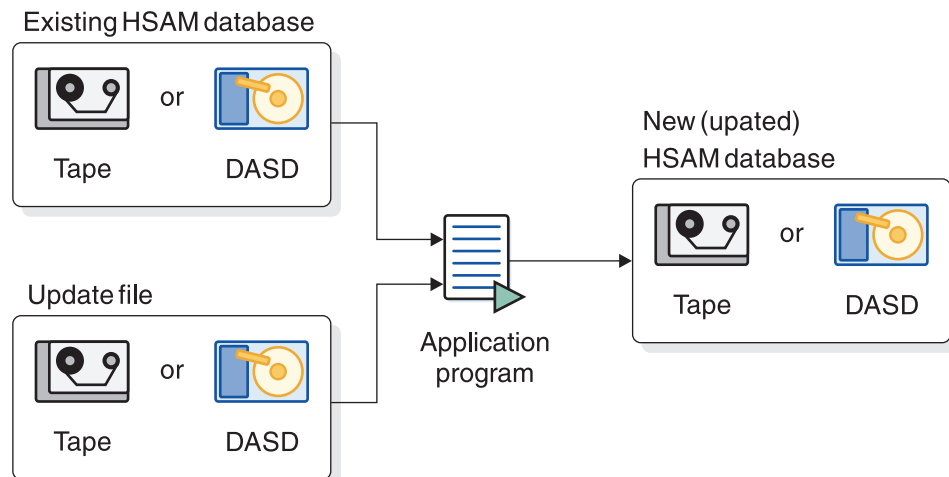 Existing HSAM database
or
Tape
DASD
Update file
or
Tape
DASD
Application
program
New (upated)
HSAM database
or
Tape
DASD